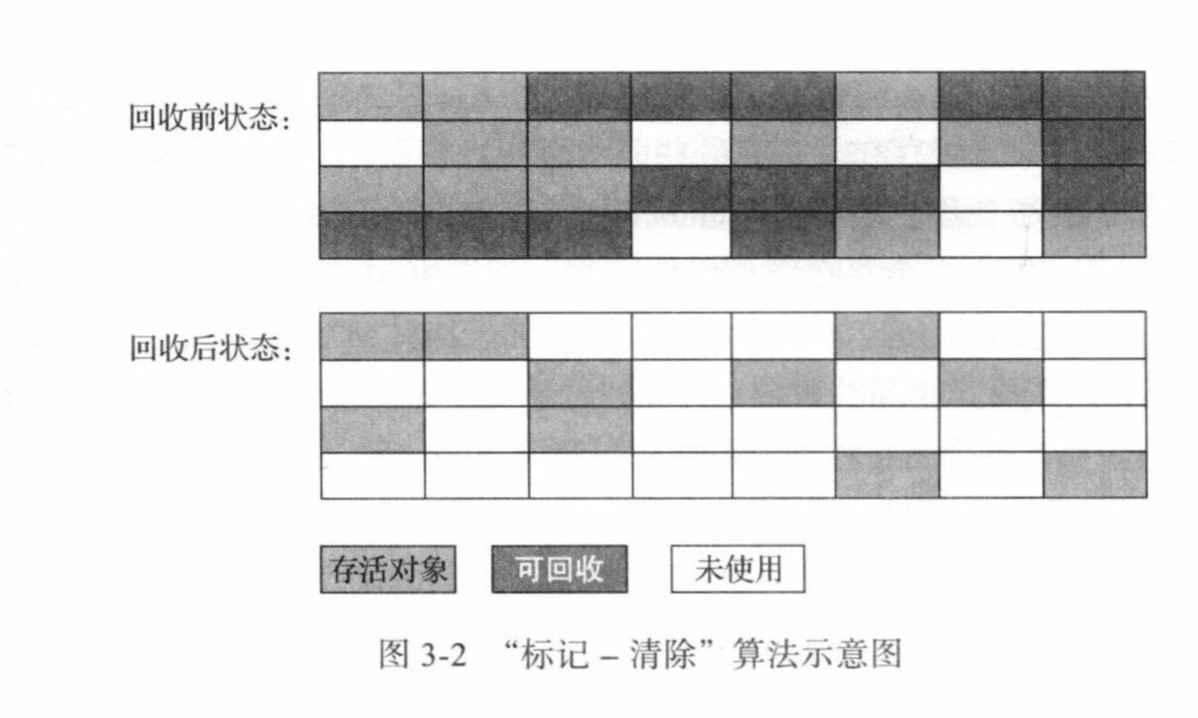 回收前状态：
回收后状态：
存活对象 可回收 未使用
图 3-2 “标记 – 清除” 算法示意图